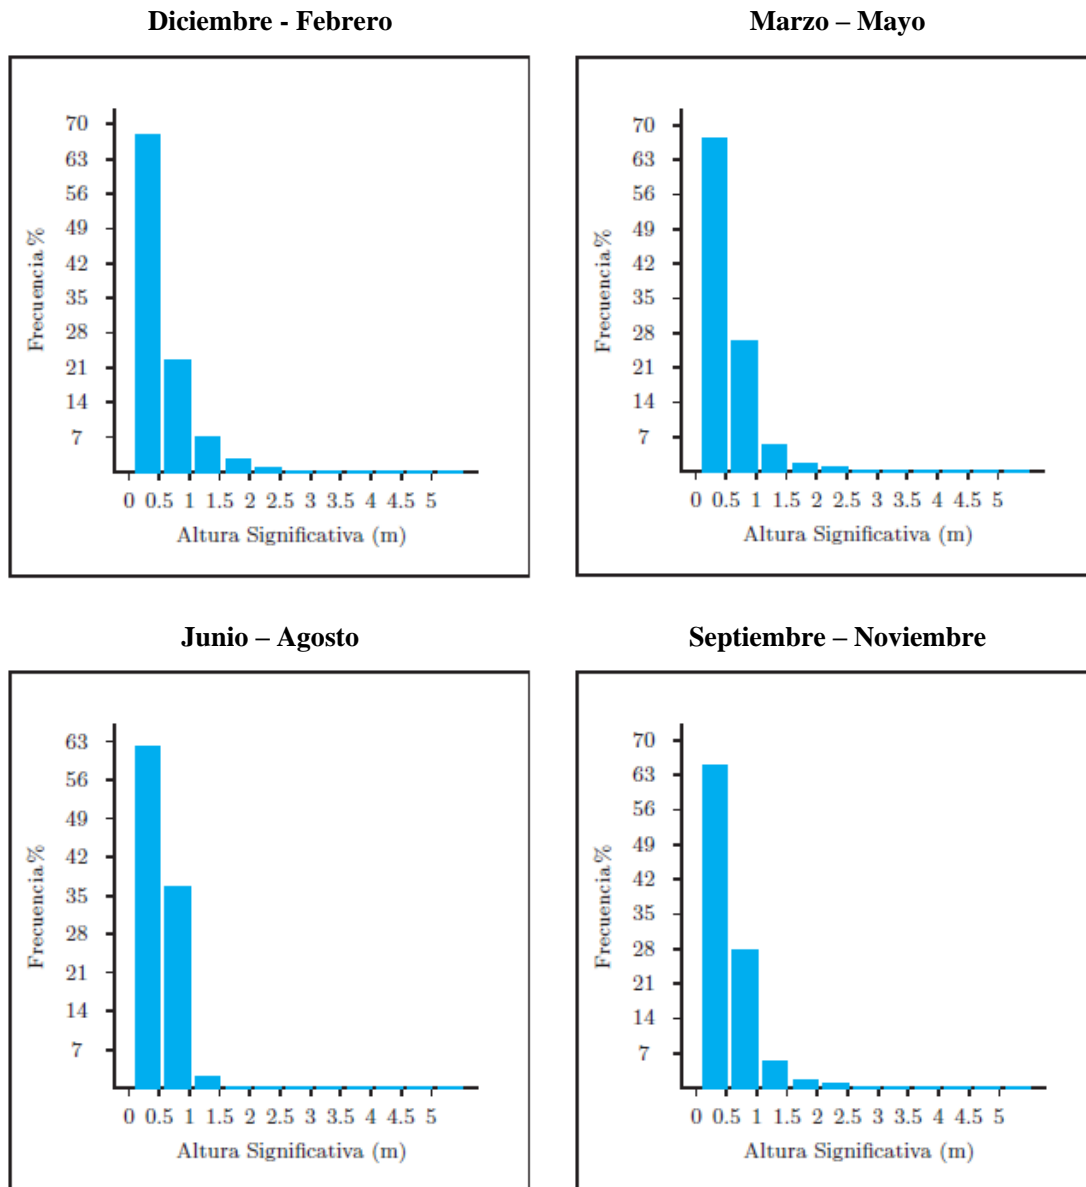 Diciembre - Febrero
70
63
56
49
42
35
28
21
14
7
Frecuencia %
0 0.5 1 1.5 2 2.5 3 3.5 4 4.5 5
Altura Significativa (m)
Marzo – Mayo
70
63
56
49
42
35
28
21
14
7
Frecuencia %
0 0.5 1 1.5 2 2.5 3 3.5 4 4.5 5
Altura Significativa (m)
Junio – Agosto
63
56
49
42
35
28
21
14
7
Frecuencia %
0 0.5 1 1.5 2 2.5 3 3.5 4 4.5 5
Altura Significativa (m)
Septiembre – Noviembre
70
63
56
49
42
35
28
21
14
7
Frecuencia %
0 0.5 1 1.5 2 2.5 3 3.5 4 4.5 5
Altura Significativa (m)